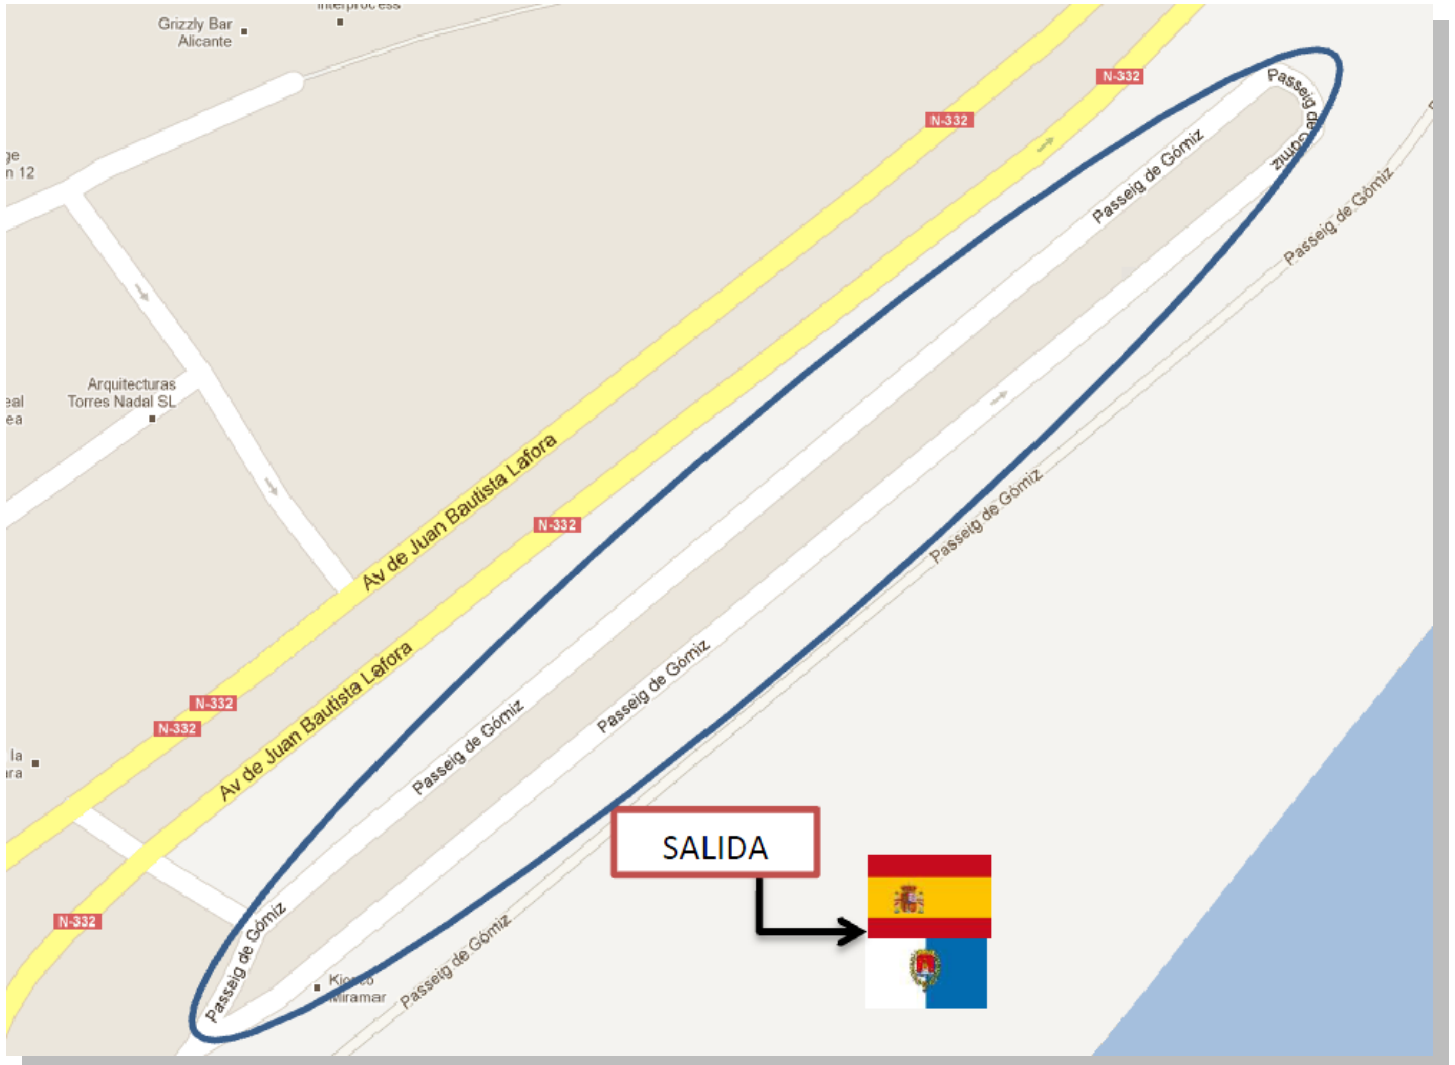 Grizzly Bar
Alicante
N-332
N-332
Passeig de Gómiz
Passeig de Gómiz
Passeig de Gómiz
Arquitecturas
Torres Nadal SL
Av de Juan Bautista Lafora
N-332
Passeig de Gómiz
Av de Juan Bautista Lafora
Passeig de Gómiz
N-332
N-332
Passeig de Gómiz
la
SALIDA
N-332
Passeig de Gómiz
Passeig de Gómiz
Kiosco
Miramar